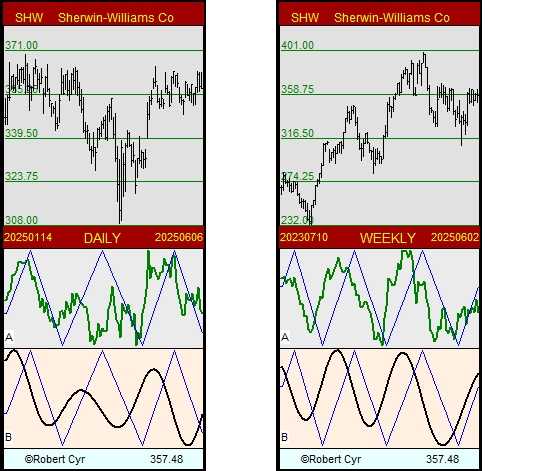 SHW Sherwin-Williams Co
371.00
339.50
323.75
308.00
20250114 DAILY 20250606
A
B
©Robert Cyr 357.48
SHW Sherwin-Williams Co
401.00
358.75
316.50
274.25
232.00
20230710 WEEKLY 20250602
A
B
©Robert Cyr 357.48